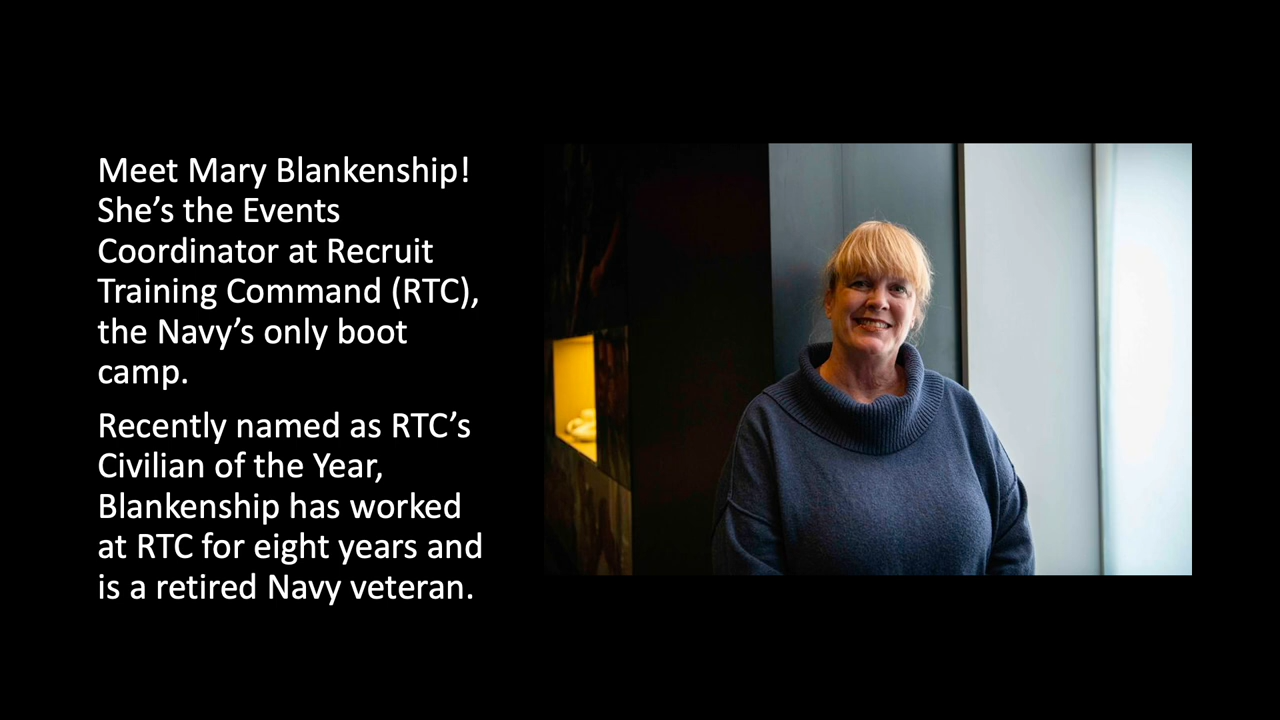 Meet Mary Blankenship!
She’s the Events
Coordinator at Recruit
Training Command (RTC),
the Navy’s only boot
camp.
Recently named as RTC’s
Civilian of the Year,
Blankenship has worked
at RTC for eight years and
is a retired Navy veteran.